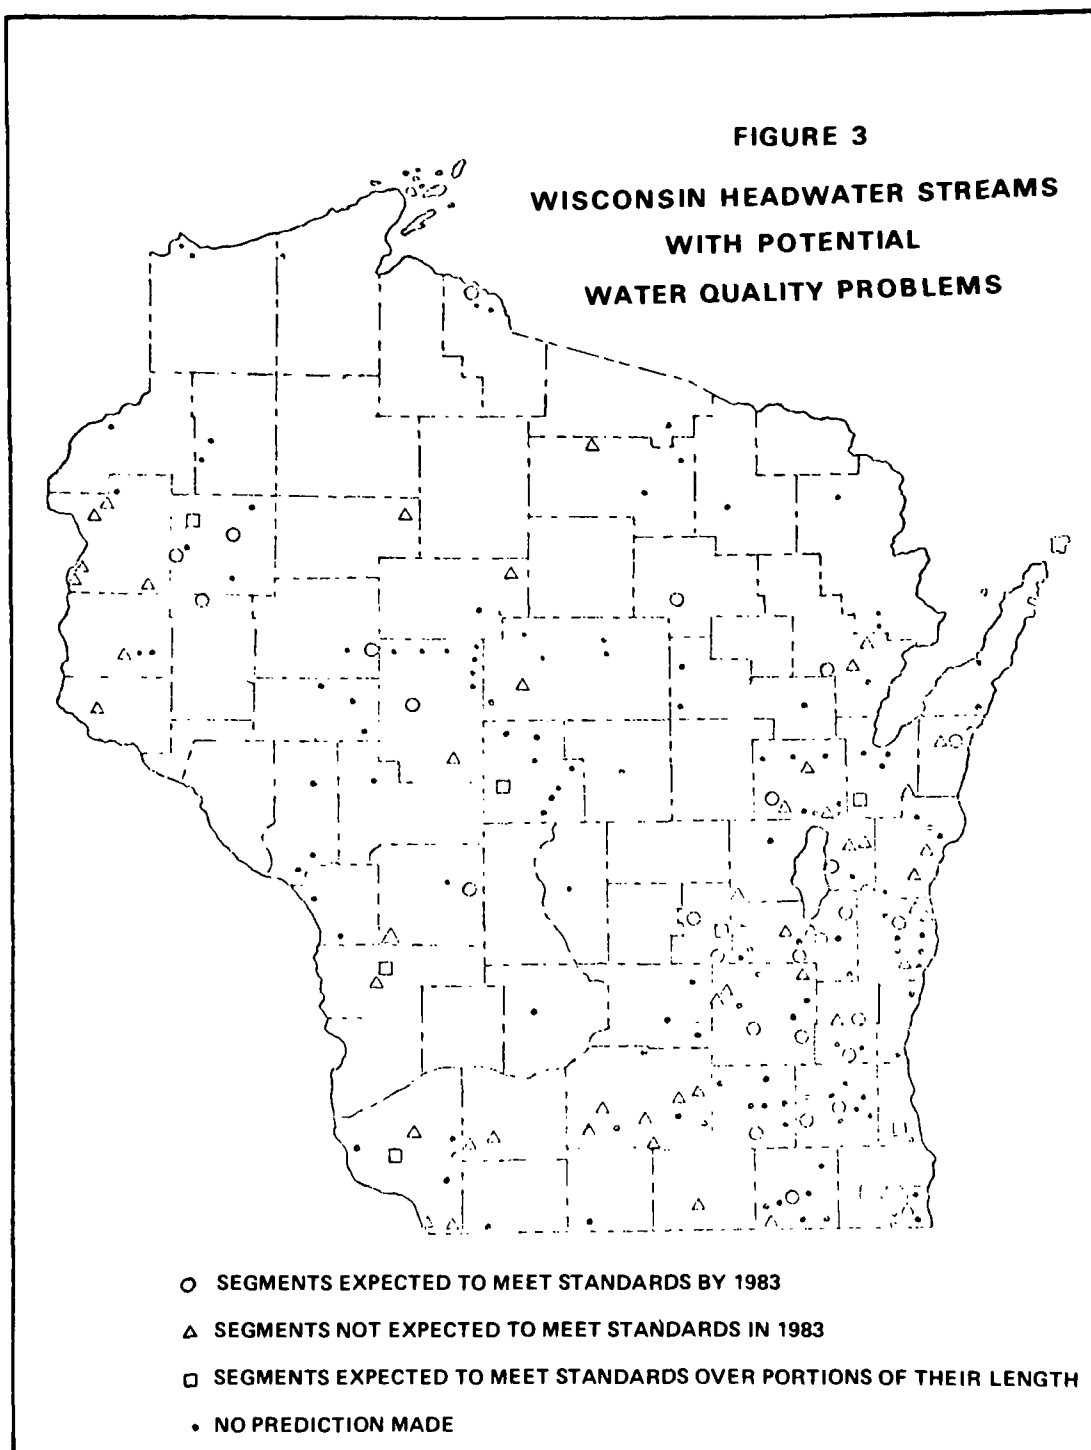 FIGURE 3
WISCONSIN HEADWATER STREAMS
WITH POTENTIAL
WATER QUALITY PROBLEMS
SEGMENTS EXPECTED TO MEET STANDARDS BY 1983
SEGMENTS NOT EXPECTED TO MEET STANDARDS IN 1983
SEGMENTS EXPECTED TO MEET STANDARDS OVER PORTIONS OF THEIR LENGTH
NO PREDICTION MADE